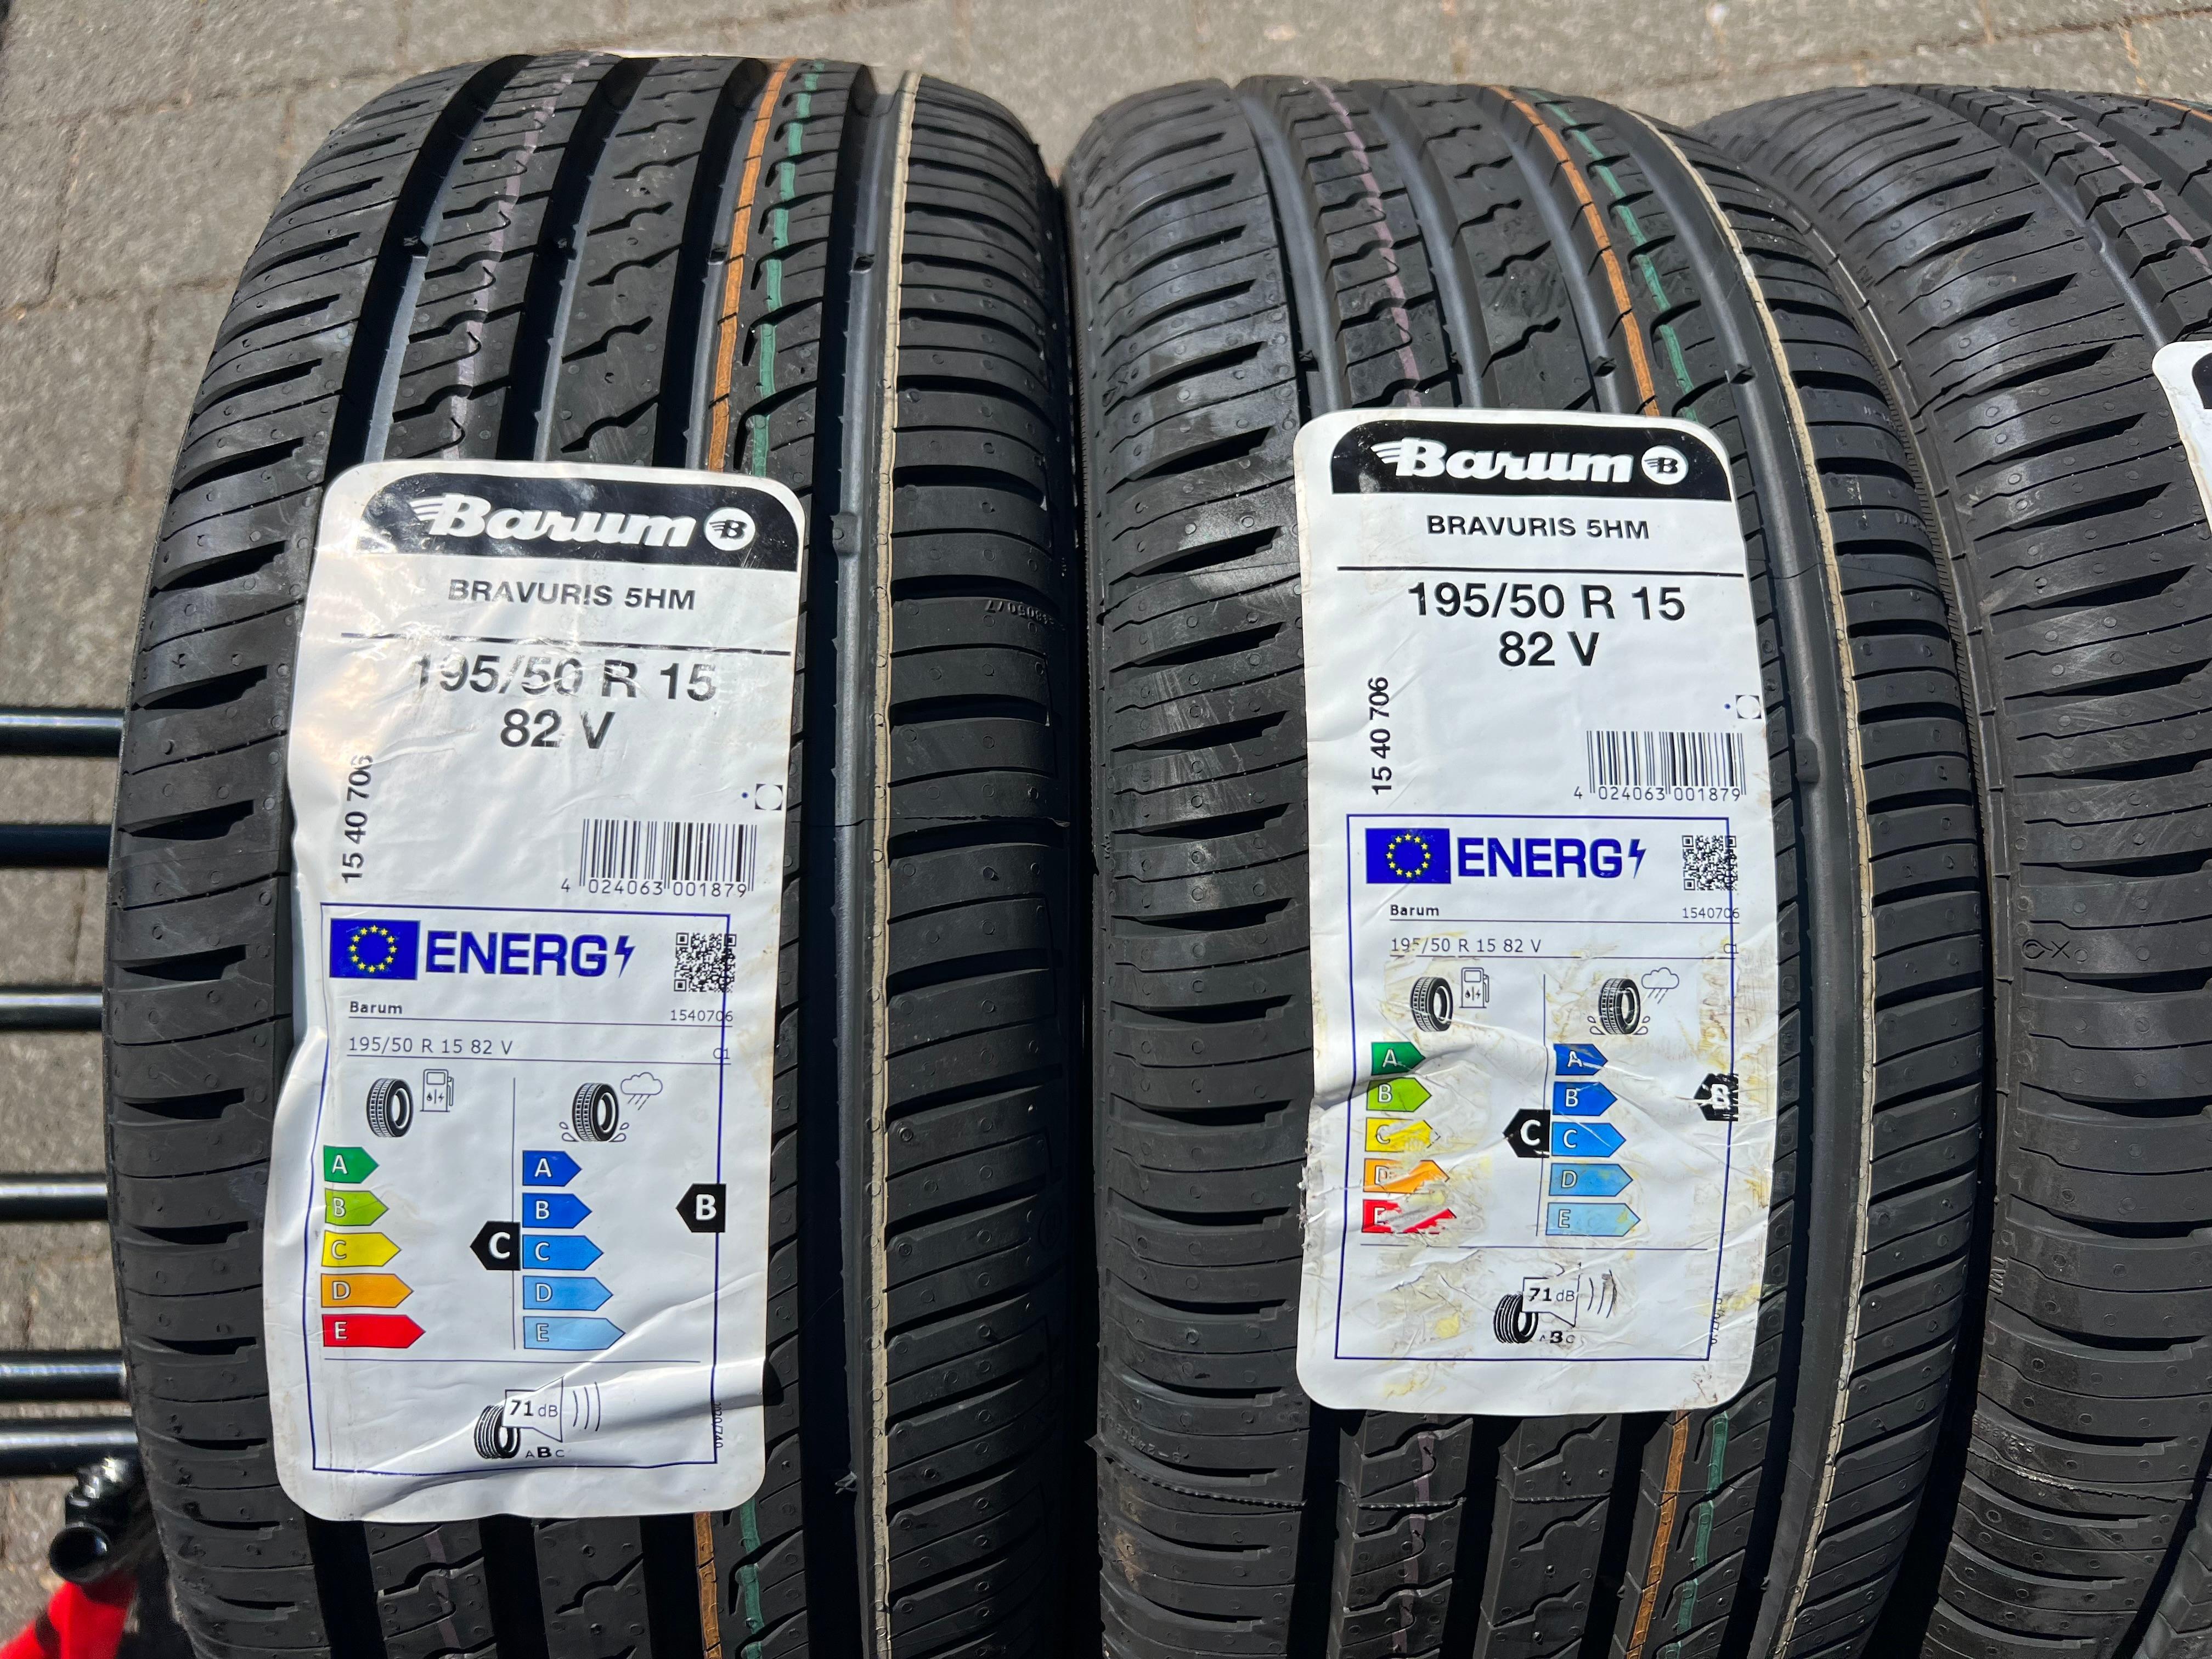 Barum B
BRAVURIS 5HM
195/50 R 15
82 V
15 40 706
4 024063 001879
ENERG
Barum 1540706
195/50 R 15 82 V C1
A
B
C
D
E
C
A
B
C
D
E
B
71 dB
ABC
Barum B
BRAVURIS 5HM
195/50 R 15
82 V
15 40 706
4 024063 001879
ENERG
Barum 1540706
195/50 R 15 82 V C1
A
B
C
D
E
C
A
B
C
D
E
B
71 dB
ABC